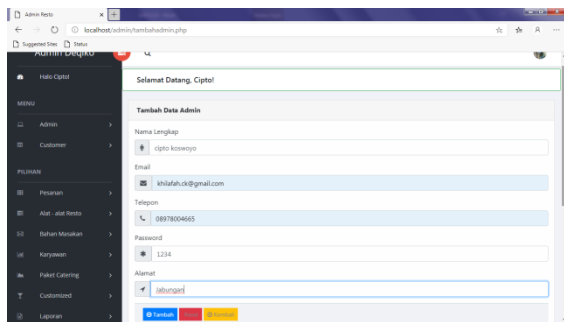 Admin Resto
localhost/admin/tambahadmin.php
Suggested Sites Status
Admin Deqiko
Halo Cipto!
Selamat Datang, Cipto!
MENU
Admin
Customer
PILIHAN
Pesanan
Alat - alat Resto
Bahan Masakan
Karyawan
Paket Catering
Customized
Laporan
Tambah Data Admin
Nama Lengkap
cipto koswoyo
Email
khilafah.ck@gmail.com
Telepon
08978004665
Password
1234
Alamat
Jabungan
Tambah Kembali